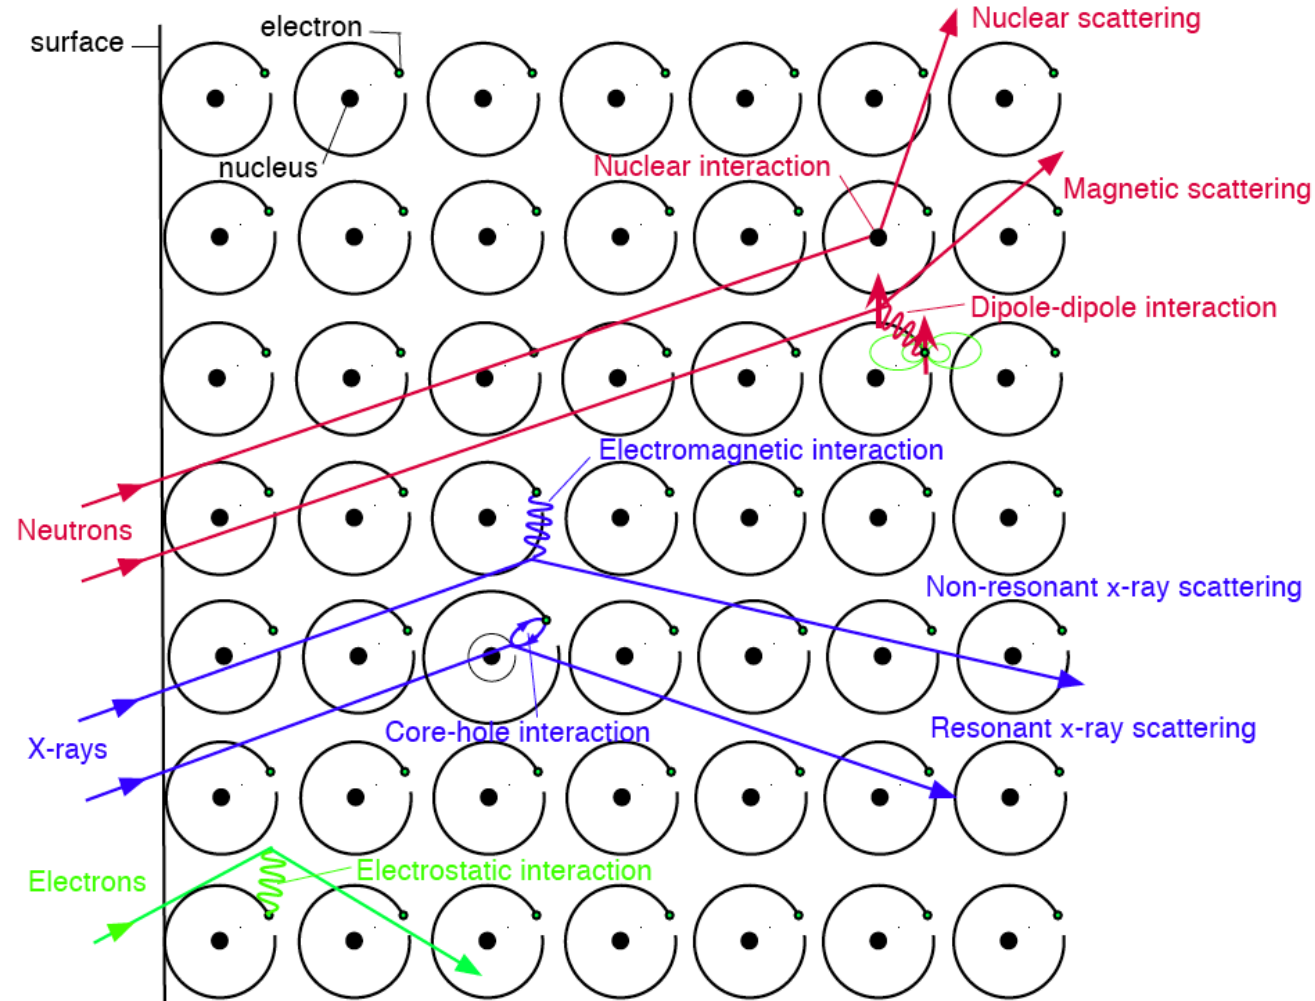 Nuclear scattering
electron
surface
nucleus
Nuclear interaction
Magnetic scattering
Dipole-dipole interaction
Electromagnetic interaction
Neutrons
Non-resonant x-ray scattering
Core-hole interaction
Resonant x-ray scattering
X-rays
Electrostatic interaction
Electrons